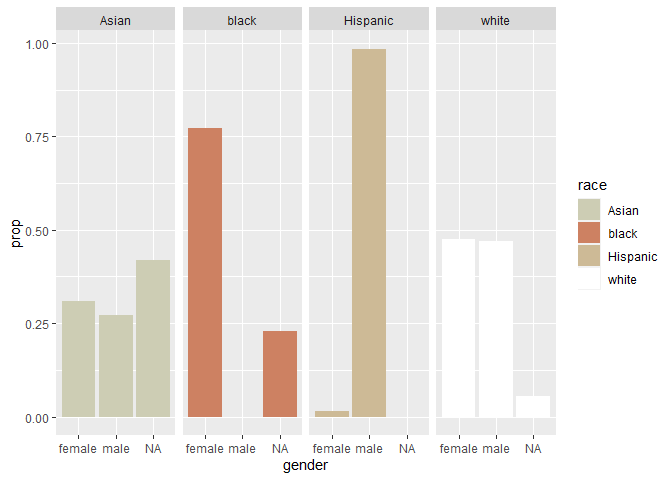 Asian black Hispanic white
1.00
0.75
0.50
0.25
0.00
prop
female male NA female male NA female male NA female male NA
gender
race
Asian
black
Hispanic
white